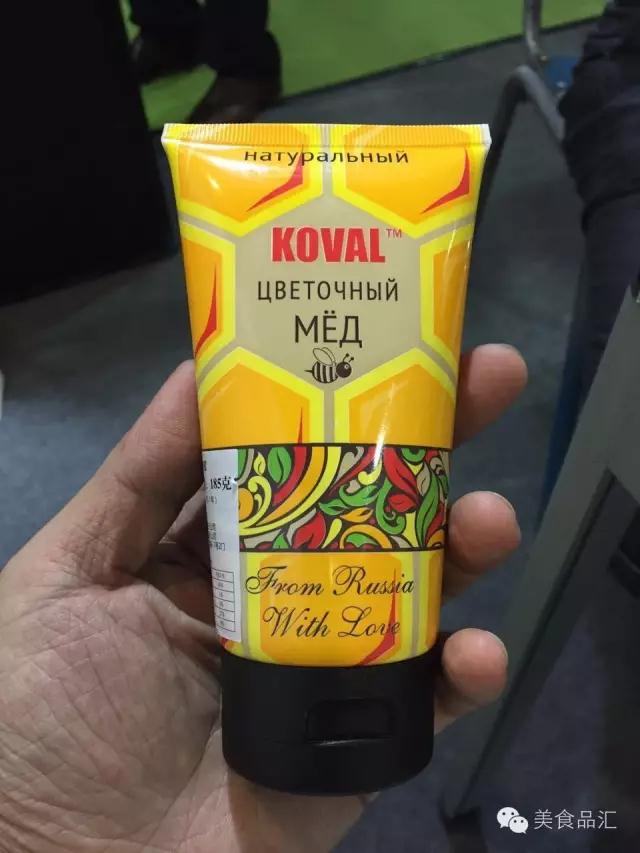 натуральный
KOVAL™
ЦВЕТОЧНЫЙ
МЁД
185克
From Russia
With Love
美食品汇